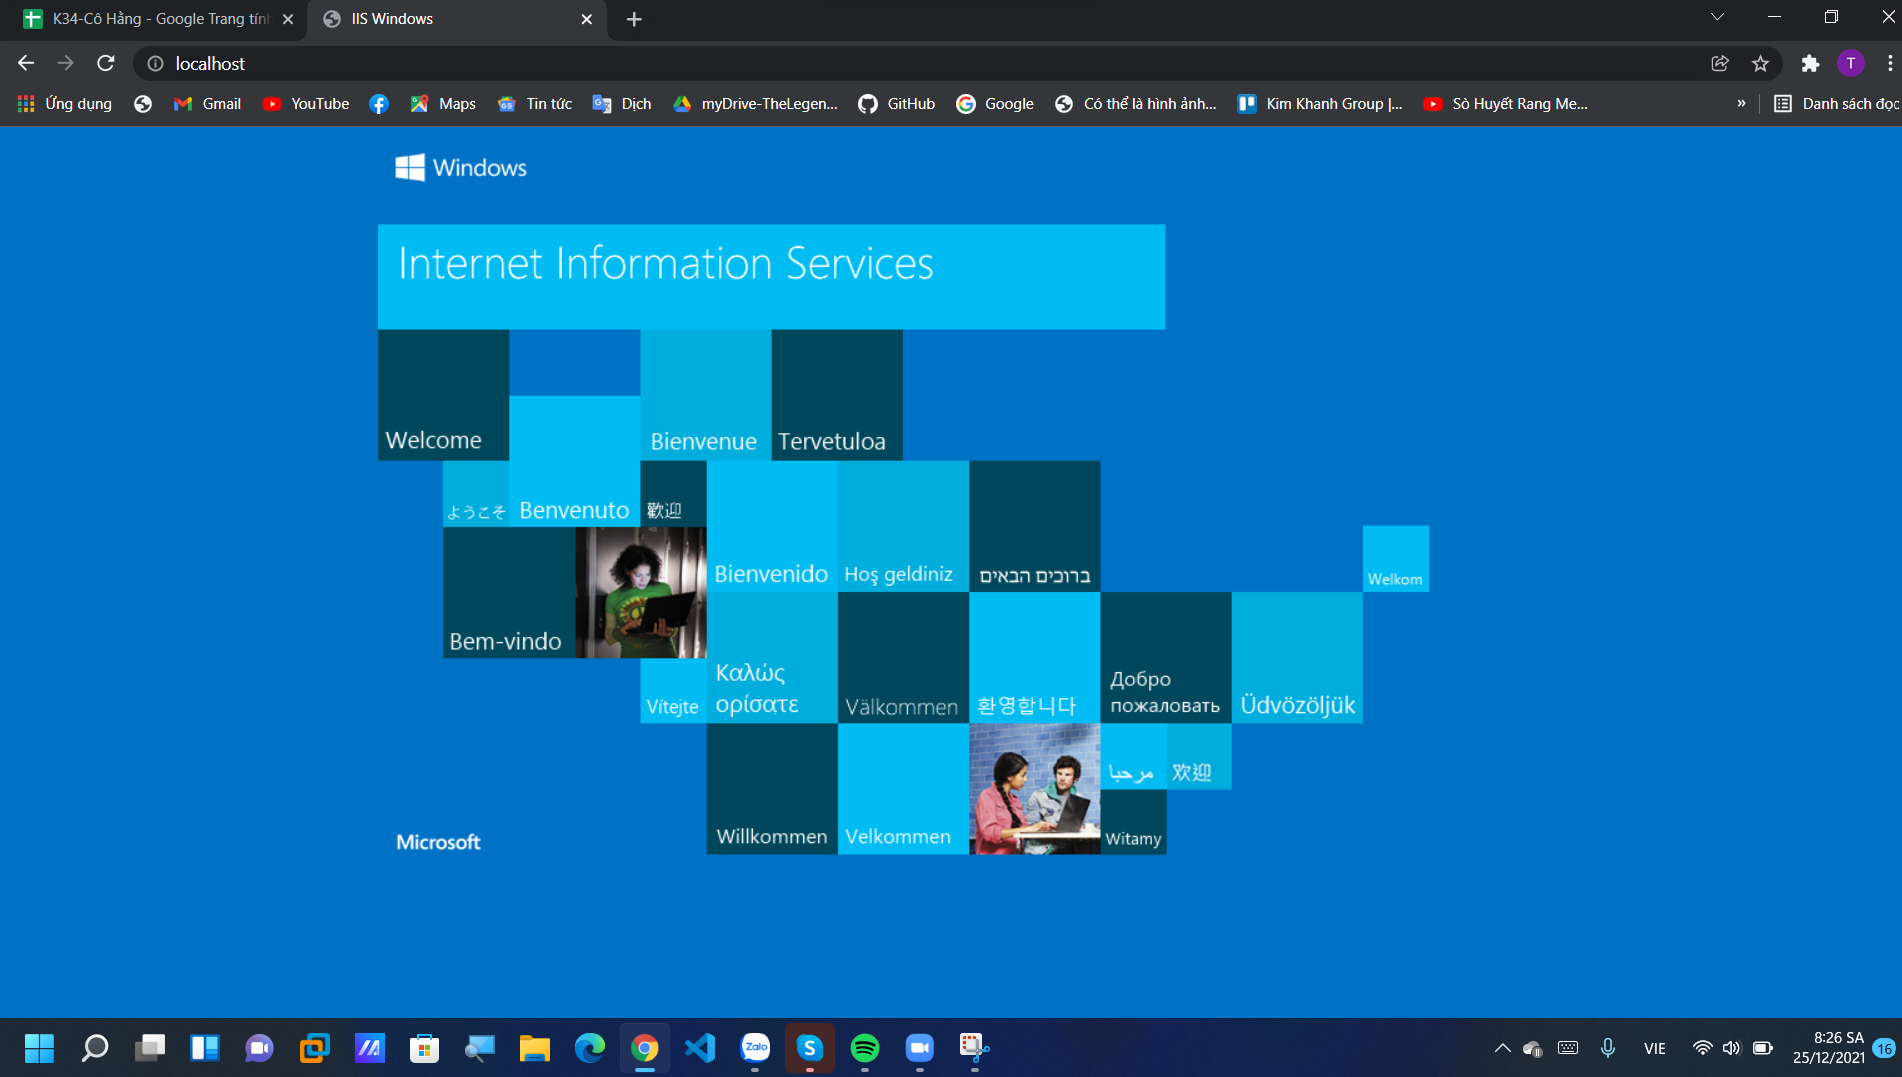 K34-Cô Hằng - Google Trang tính
IIS Windows
localhost
T
Ứng dụng
Gmail
YouTube
Maps
Tin tức
Dịch
myDrive-TheLegen...
GitHub
Google
Có thể là hình ảnh...
Kim Khanh Group |...
Sò Huyết Rang Me...
»
Danh sách đọc
Windows
Internet Information Services
Welcome
Bienvenue
Tervetuloa
ようこそ
Benvenuto
歡迎
Bienvenido
Hoş geldiniz
ברוכים הבאים
Welkom
Bem-vindo
Vítejte
Καλώς
ορίσατε
Välkommen
환영합니다
Добро
пожаловать
Üdvözöljük
مرحبا
欢迎
Willkommen
Velkommen
Witamy
Microsoft
Zalo
VIE
8:26 SA
25/12/2021
16